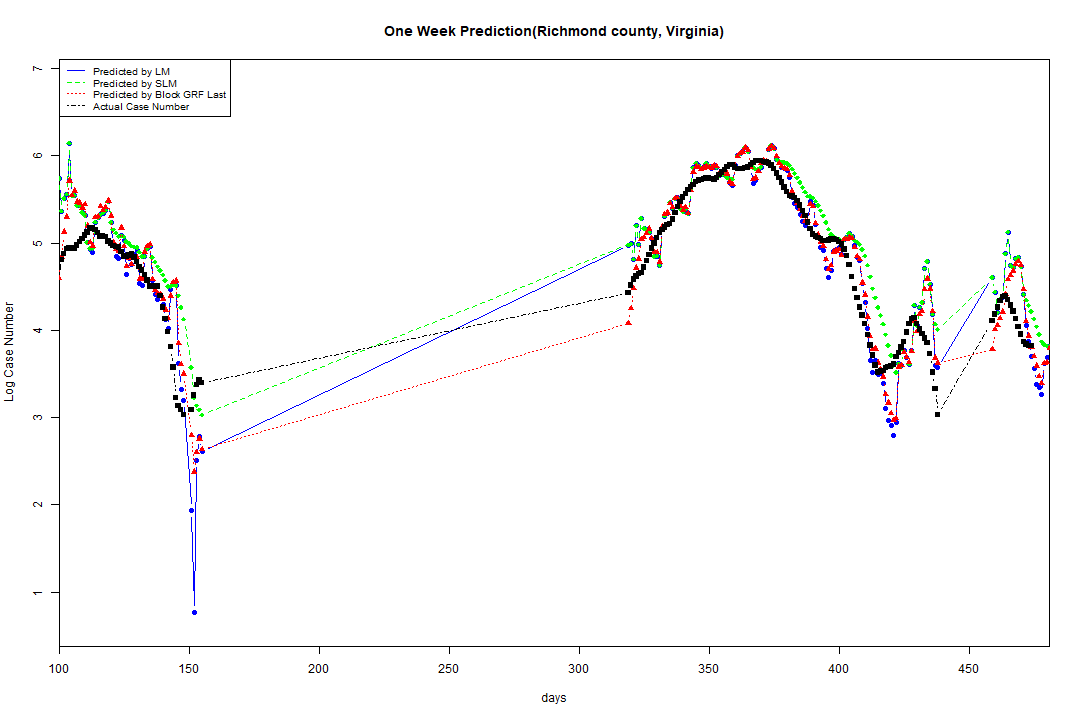 One Week Prediction(Richmond county, Virginia)
Predicted by LM
Predicted by SLM
Predicted by Block GRF Last
Actual Case Number
7
6
5
4
3
2
1
Log Case Number
100 150 200 250 300 350 400 450
days